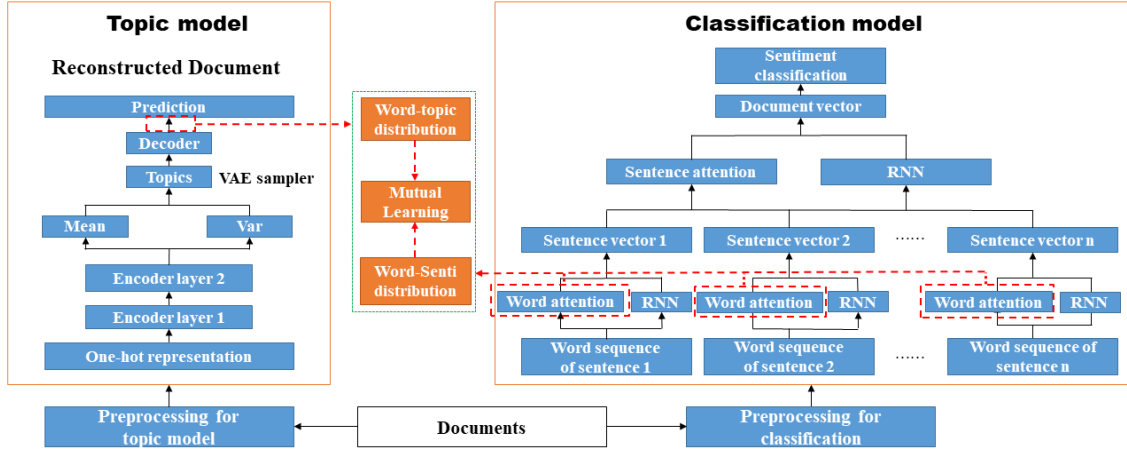 Topic model
Reconstructed Document
Prediction
Decoder
Topics
VAE sampler
Mean
Var
Encoder layer 2
Encoder layer 1
One-hot representation
Preprocessing for
topic model
Word-topic
distribution
Mutual
Learning
Word-Senti
distribution
Documents
Classification model
Sentiment
classification
Document vector
Sentence attention
RNN
Sentence vector 1
Sentence vector 2
......
Sentence vector n
Word attention
RNN
Word attention
RNN
Word attention
RNN
Word sequence
of sentence 1
Word sequence
of sentence 2
......
Word sequence of
sentence n
Preprocessing for
classification